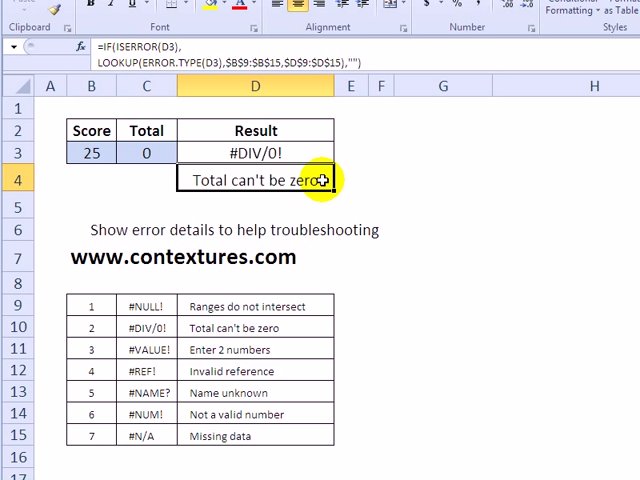 B I U A
Conditional Format
Formatting as Table
Clipboard Font Alignment Number Styles
fx =IF(ISERROR(D3),
LOOKUP(ERROR.TYPE(D3),$B$9:$B$15,$D$9:$D$15),"")
A B C D E F G H
1
2 Score Total Result
3 25 0 #DIV/0!
4 Total can't be zero
5
6 Show error details to help troubleshooting
7 www.contextures.com
8
9 1 #NULL! Ranges do not intersect
10 2 #DIV/0! Total can't be zero
11 3 #VALUE! Enter 2 numbers
12 4 #REF! Invalid reference
13 5 #NAME? Name unknown
14 6 #NUM! Not a valid number
15 7 #N/A Missing data
16
17